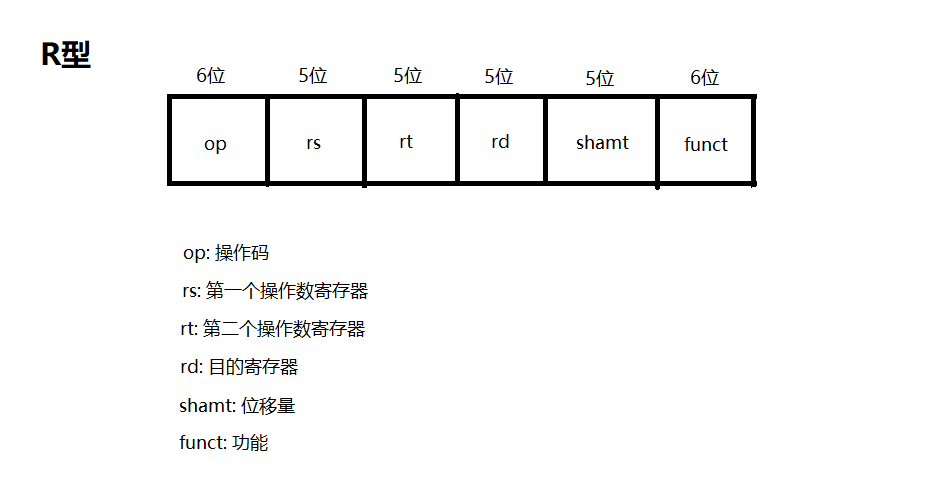 R型
6位 5位 5位 5位 5位 6位
op rs rt rd shamt funct
op: 操作码
rs: 第一个操作数寄存器
rt: 第二个操作数寄存器
rd: 目的寄存器
shamt: 位移量
funct: 功能